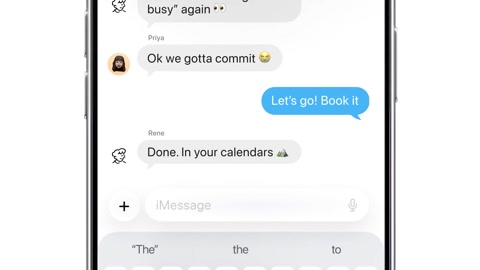 busy” again 👀
Priya
Ok we gotta commit 😭
Let’s go! Book it
Rene
Done. In your calendars 🏔️
iMessage
“The” the to